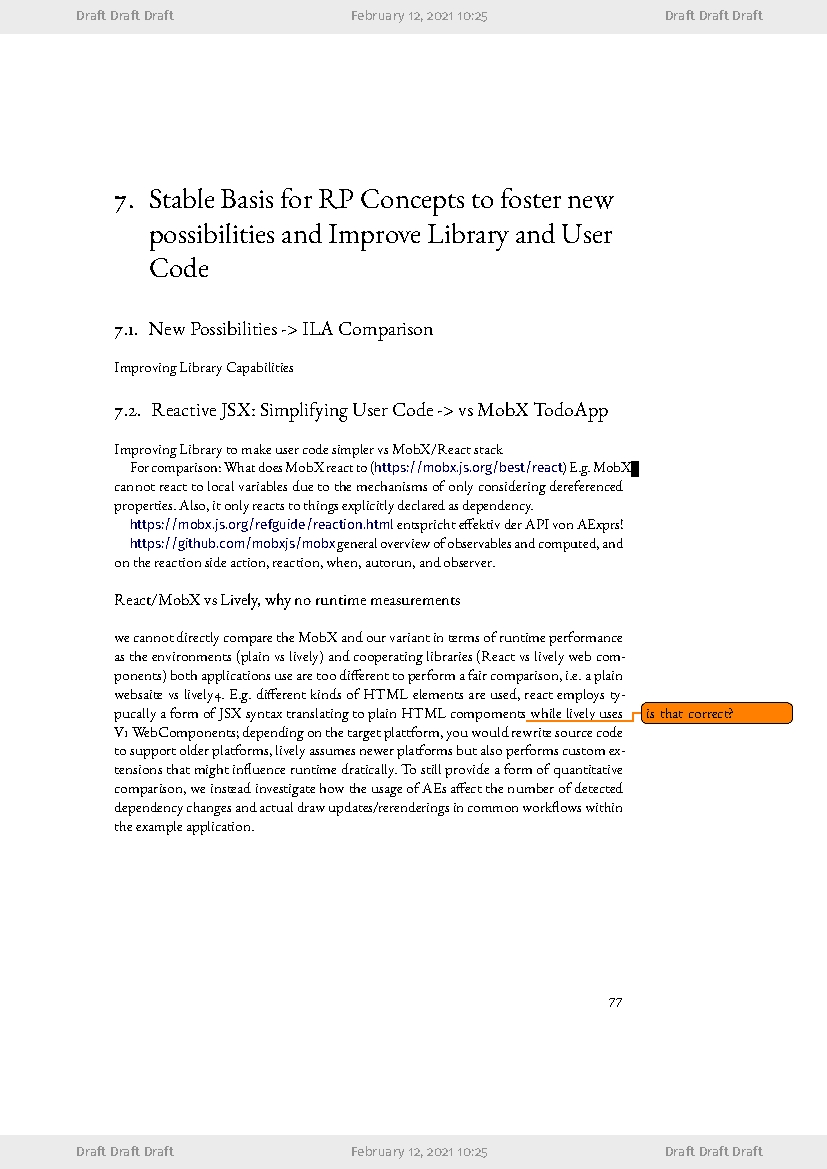 Draft Draft Draft February 12, 2021 10:25 Draft Draft Draft
7. Stable Basis for RP Concepts to foster new
possibilities and Improve Library and User
Code
7.1. New Possibilities -> ILA Comparison
Improving Library Capabilities
7.2. Reactive JSX: Simplifying User Code -> vs MobX TodoApp
Improving Library to make user code simpler vs MobX/React stack
For comparison: What does MobX react to (https://mobx.js.org/best/react) E.g. MobX
cannot react to local variables due to the mechanisms of only considering dereferenced
properties. Also, it only reacts to things explicitly declared as dependency.
https://mobx.js.org/refguide/reaction.html entspricht effektiv der API von AExprs!
https://github.com/mobxjs/mobx general overview of observables and computed, and
on the reaction side action, reaction, when, autorun, and observer.
React/MobX vs Lively, why no runtime measurements
we cannot directly compare the MobX and our variant in terms of runtime performance
as the environments (plain vs lively) and cooperating libraries (React vs lively web com-
ponents) both applications use are too different to perform a fair comparison, i.e. a plain
websaite vs lively4. E.g. different kinds of HTML elements are used, react employs ty-
pucally a form of JSX syntax translating to plain HTML compoments while lively uses
is that correct?
V1 WebComponents; depending on the target platform, you would rewrite source code
to support older platforms, lively assumes newer platforms but also performs custom ex-
tensions that might influence runtime dratically. To still provide a form of quantitative
comparison, we instead investigate how the usage of AEs affect the number of detected
dependency changes and actual draw updates/rerenderings in common workflows within
the example application.
77
Draft Draft Draft February 12, 2021 10:25 Draft Draft Draft